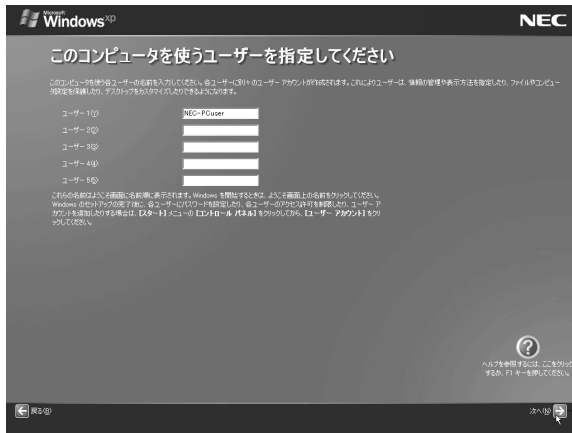 Microsoft
Windows xp
NEC
このコンピュータを使うユーザーを指定してください
このコンピュータを使う各ユーザーの名前を入力してください。各ユーザーに別々のユーザー アカウントが作成されます。これによりユーザーは、情報の管理や表示方法を指定したり、ファイルやコンピュー
タ設定を保護したり、デスクトップをカスタマイズしたりできるようになります。
ユーザー 1(Y)
NEC-PCuser
ユーザー 2(2)
ユーザー 3(3)
ユーザー 4(4)
ユーザー 5(5)
これらの名前はようこそ画面に名前順に表示されます。Windows を開始するときは、ようこそ画面上の名前をクリックしてください。
Windows のセットアップの完了後に、各ユーザーにパスワードを設定したり、各ユーザーのアクセス許可を制限したり、ユーザー ア
カウントを追加したりする場合は、[スタート] メニューの [コントロール パネル] をクリックしてから、[ユーザー アカウント] をクリ
ックしてください。
ヘルプを参照するには、ここをクリック
するか、F1 キーを押してください。
戻る(B)
次へ(N)